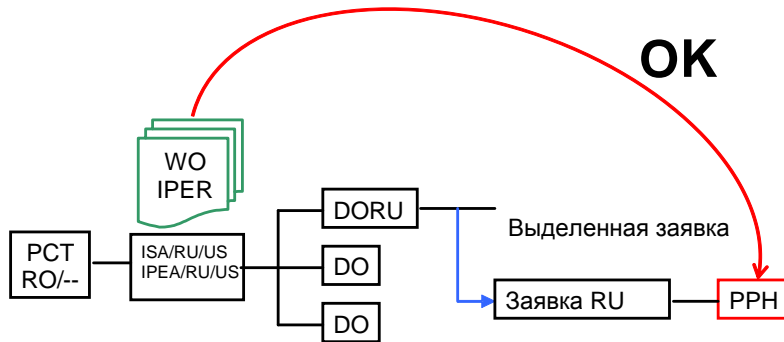 OK
WO
IPER
PCT
RO/--
ISA/RU/US
IPEA/RU/US
DORU
DO
DO
Выделенная заявка
Заявка RU
PPH